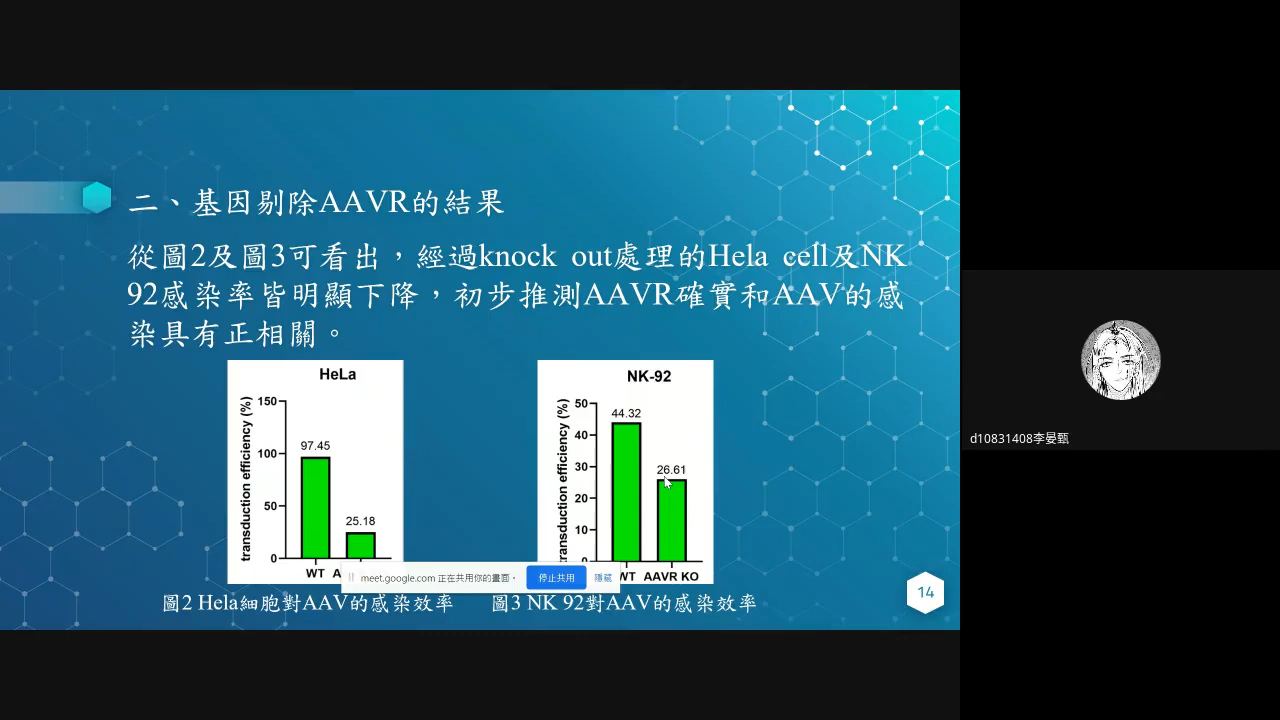 二、基因剔除AAVR的結果
從圖2及圖3可看出，經過knock out處理的Hela cell及NK
92感染率皆明顯下降，初步推測AAVR確實和AAV的感
染具有正相關。
HeLa
transduction efficiency (%)
150
100
50
0
97.45
25.18
WT A
NK-92
transduction efficiency (%)
50
40
30
20
10
0
44.32
26.61
WT AAVR KO
meet.google.com 正在共用你的畫面。 停止共用 隱藏
圖2 Hela細胞對AAV的感染效率
圖3 NK 92對AAV的感染效率
14
d10831408李晏甄